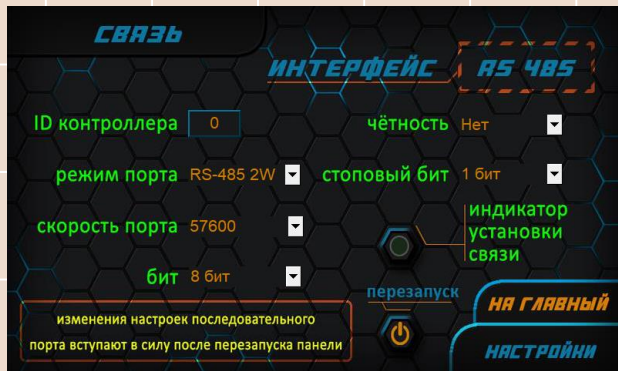 СВЯЗЬ
ИНТЕРФЕЙС RS 485
ID контроллера 0
чётность Нет
режим порта RS-485 2W
стоповый бит 1 бит
скорость порта 57600
индикатор
установки
связи
бит 8 бит
перезапуск
изменения настроек последовательного
порта вступают в силу после перезапуска панели
НА ГЛАВНЫЙ
НАСТРОЙНИ